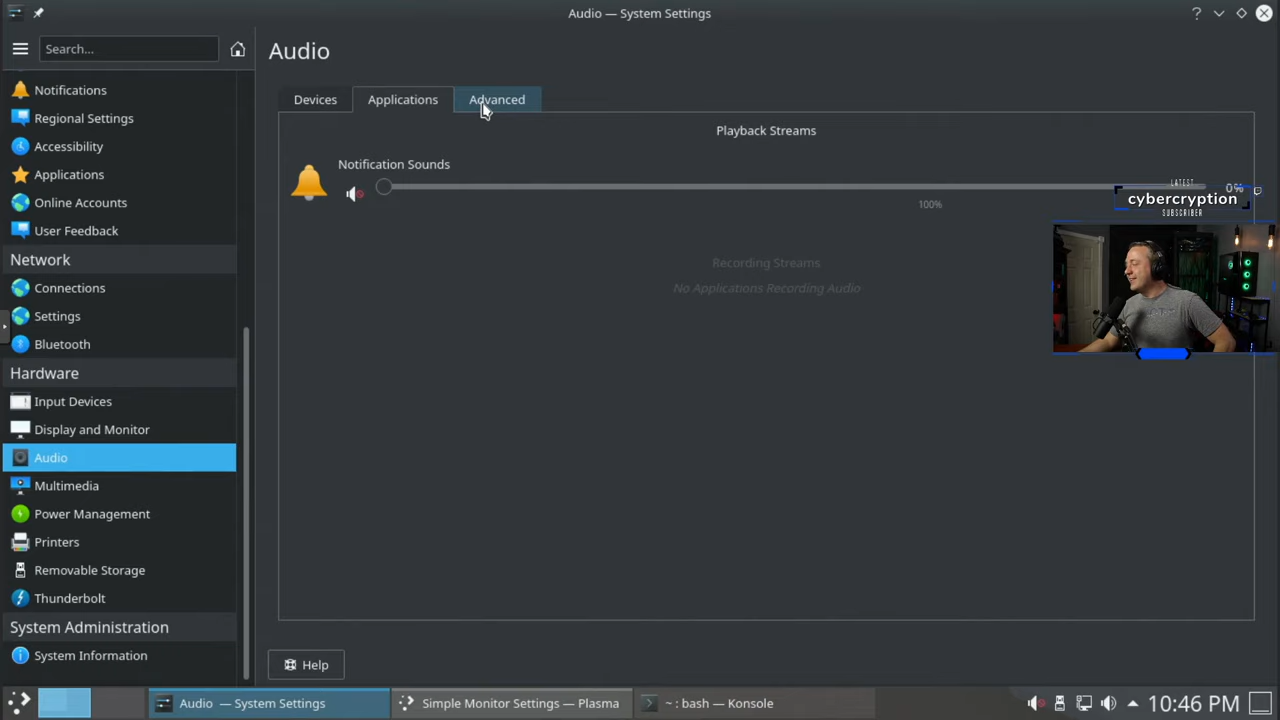 Audio — System Settings
Search...
Notifications
Regional Settings
Accessibility
Applications
Online Accounts
User Feedback
Network
Connections
Settings
Bluetooth
Hardware
Input Devices
Display and Monitor
Audio
Multimedia
Power Management
Printers
Removable Storage
Thunderbolt
System Administration
System Information
Audio
Devices
Applications
Advanced
Playback Streams
Notification Sounds
0%
100%
Recording Streams
No Applications Recording Audio
LATEST
cybercryption
SUBSCRIBER
Help
Audio — System Settings
Simple Monitor Settings — Plasma
~ : bash — Konsole
10:46 PM